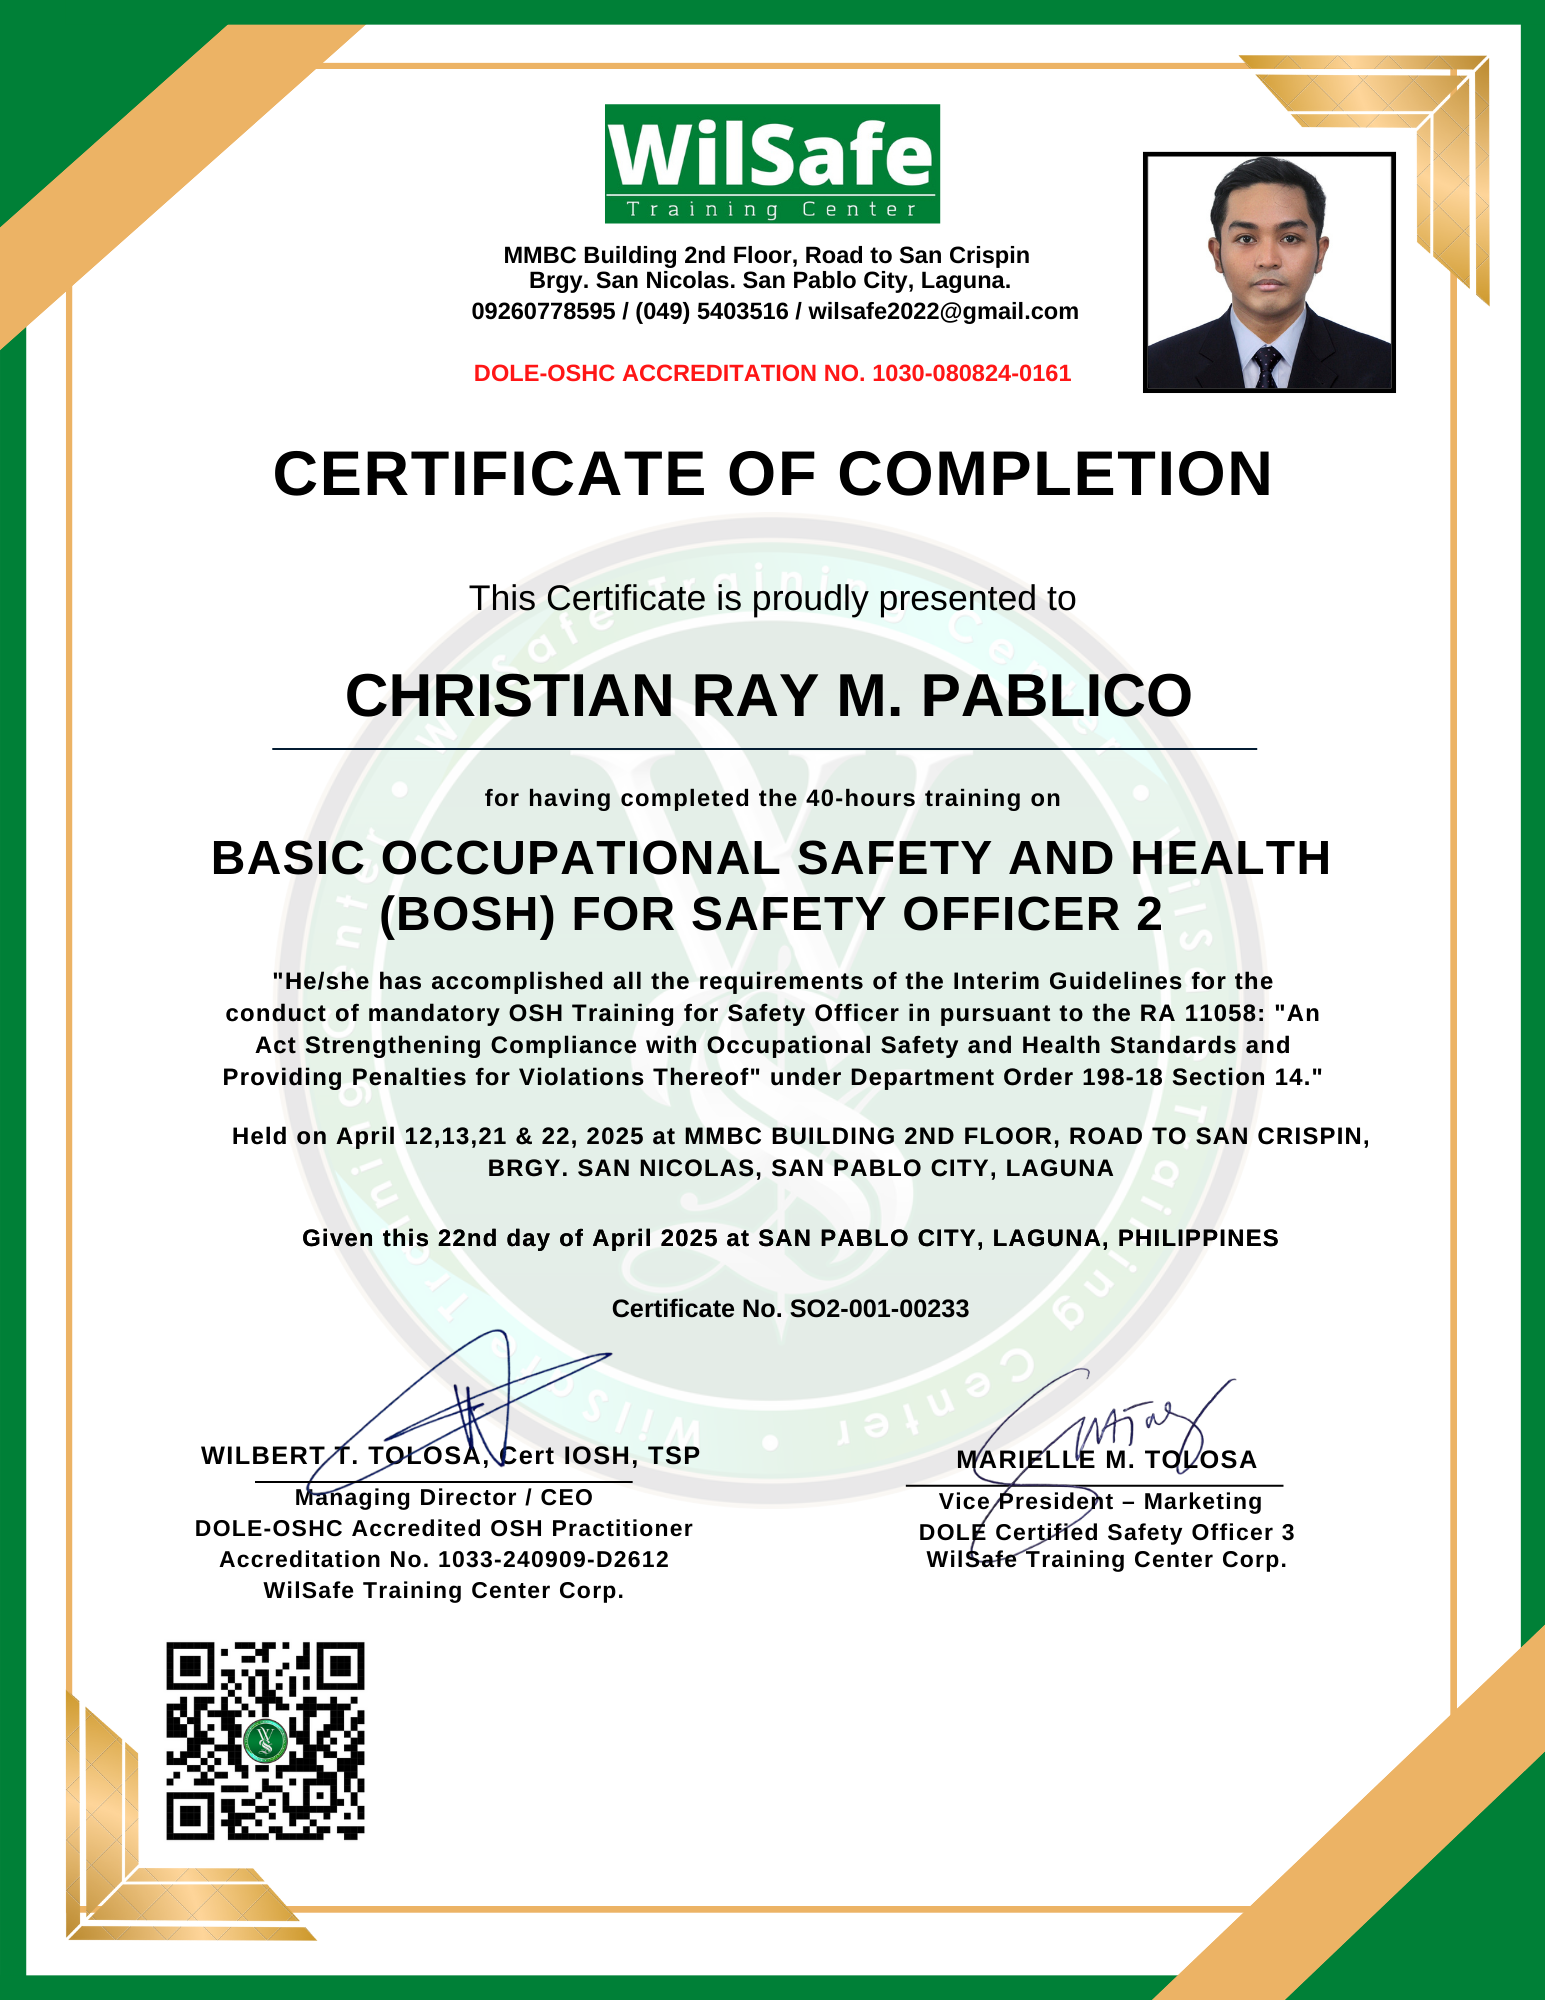 WilSafe
Training Center
MMBC Building 2nd Floor, Road to San Crispin
Brgy. San Nicolas. San Pablo City, Laguna.
09260778595 / (049) 5403516 / wilsafe2022@gmail.com
DOLE-OSHC ACCREDITATION NO. 1030-080824-0161
CERTIFICATE OF COMPLETION
This Certificate is proudly presented to
CHRISTIAN RAY M. PABLICO
for having completed the 40-hours training on
BASIC OCCUPATIONAL SAFETY AND HEALTH
(BOSH) FOR SAFETY OFFICER 2
"He/she has accomplished all the requirements of the Interim Guidelines for the
conduct of mandatory OSH Training for Safety Officer in pursuant to the RA 11058: "An
Act Strengthening Compliance with Occupational Safety and Health Standards and
Providing Penalties for Violations Thereof" under Department Order 198-18 Section 14."
Held on April 12,13,21 & 22, 2025 at MMBC BUILDING 2ND FLOOR, ROAD TO SAN CRISPIN,
BRGY. SAN NICOLAS, SAN PABLO CITY, LAGUNA
Given this 22nd day of April 2025 at SAN PABLO CITY, LAGUNA, PHILIPPINES
Certificate No. SO2-001-00233
WILBERT T. TOLOSA, Cert IOSH, TSP
Managing Director / CEO
DOLE-OSHC Accredited OSH Practitioner
Accreditation No. 1033-240909-D2612
WilSafe Training Center Corp.
MARIELLE M. TOLOSA
Vice President – Marketing
DOLE Certified Safety Officer 3
WilSafe Training Center Corp.
WilSafe Training Center • WilSafe Training Center • WilSafe Training Center •